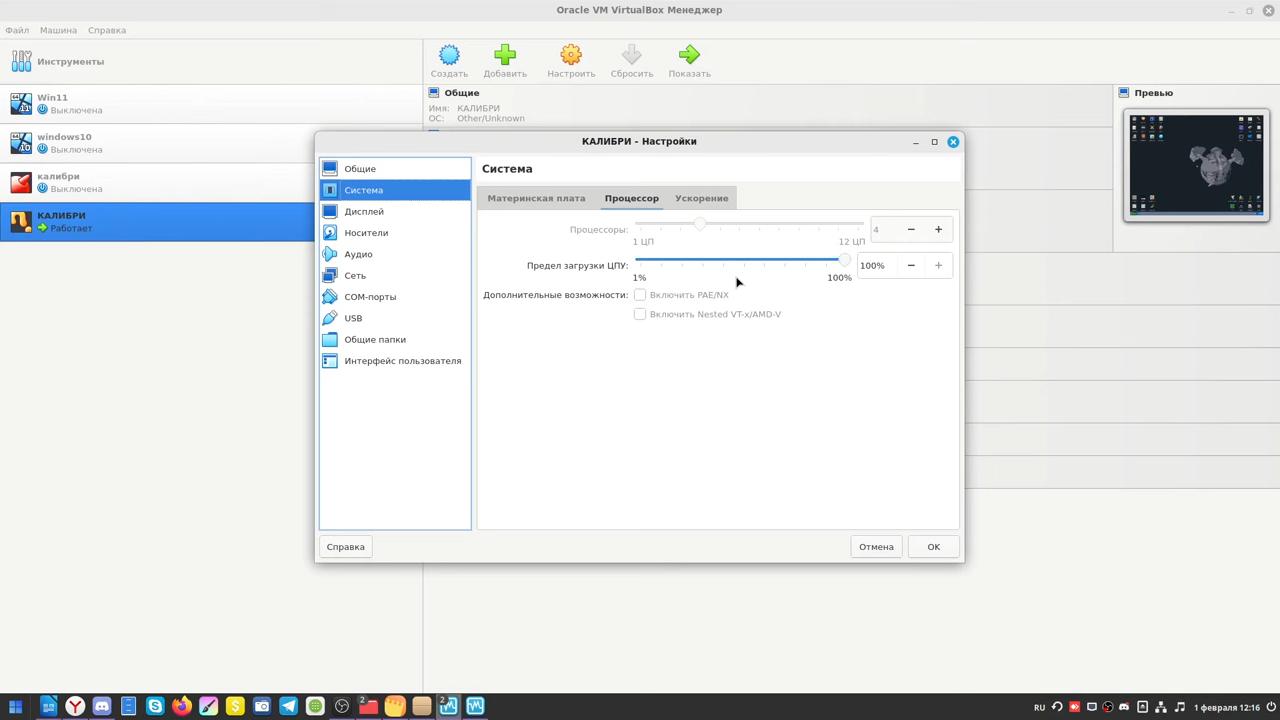 Oracle VM VirtualBox Менеджер
Файл Машина Справка
Инструменты
Создать Добавить Настроить Сбросить Показать
Win11
Выключена
windows10
Выключена
калибри
Выключена
КАЛИБРИ
Работает
Общие
Имя: КАЛИБРИ
ОС: Other/Unknown
Превью
КАЛИБРИ - Настройки
Общие
Система
Дисплей
Носители
Аудио
Сеть
COM-порты
USB
Общие папки
Интерфейс пользователя
Система
Материнская плата Процессор Ускорение
Процессоры: 4
1 ЦП 12 ЦП
Предел загрузки ЦПУ: 100%
1% 100%
Дополнительные возможности: Включить PAE/NX
Включить Nested VT-x/AMD-V
Справка Отмена OK
2 2 RU 1 февраля 12:16